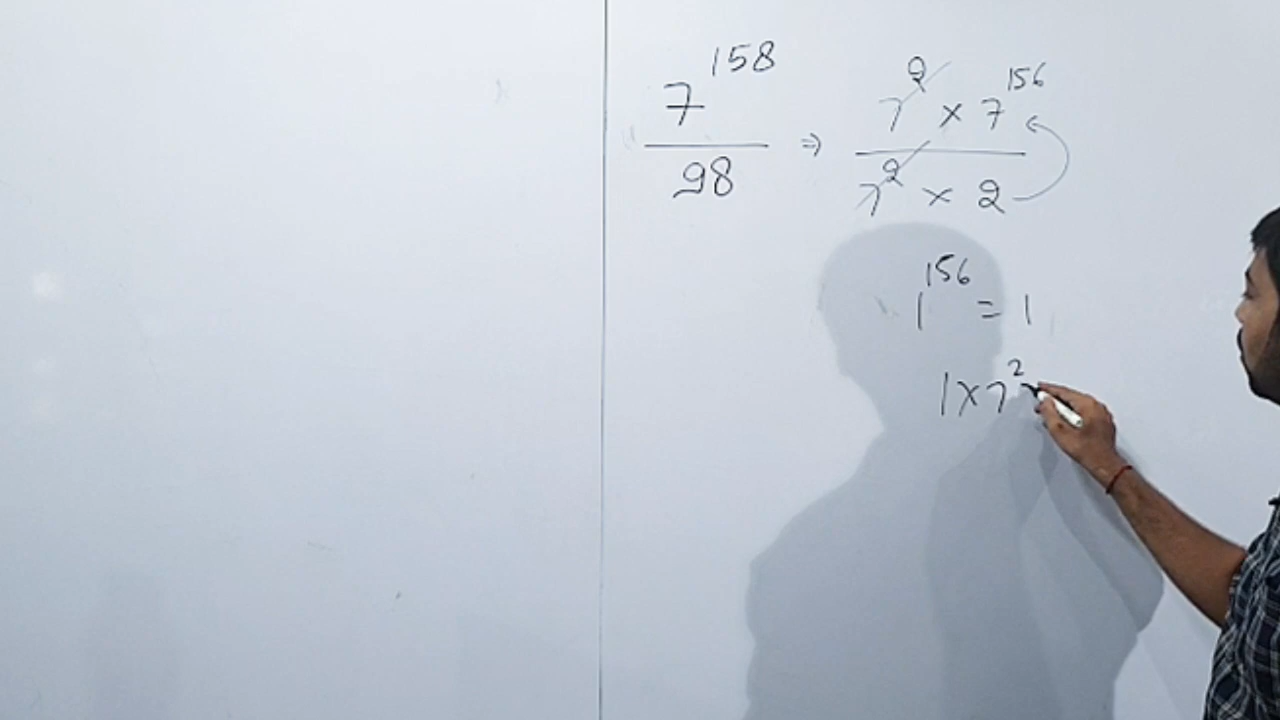 7^158 / 98 ⇒ 7^2 × 7^156 / 7^2 × 2
1^156 = 1
1 × 7^2